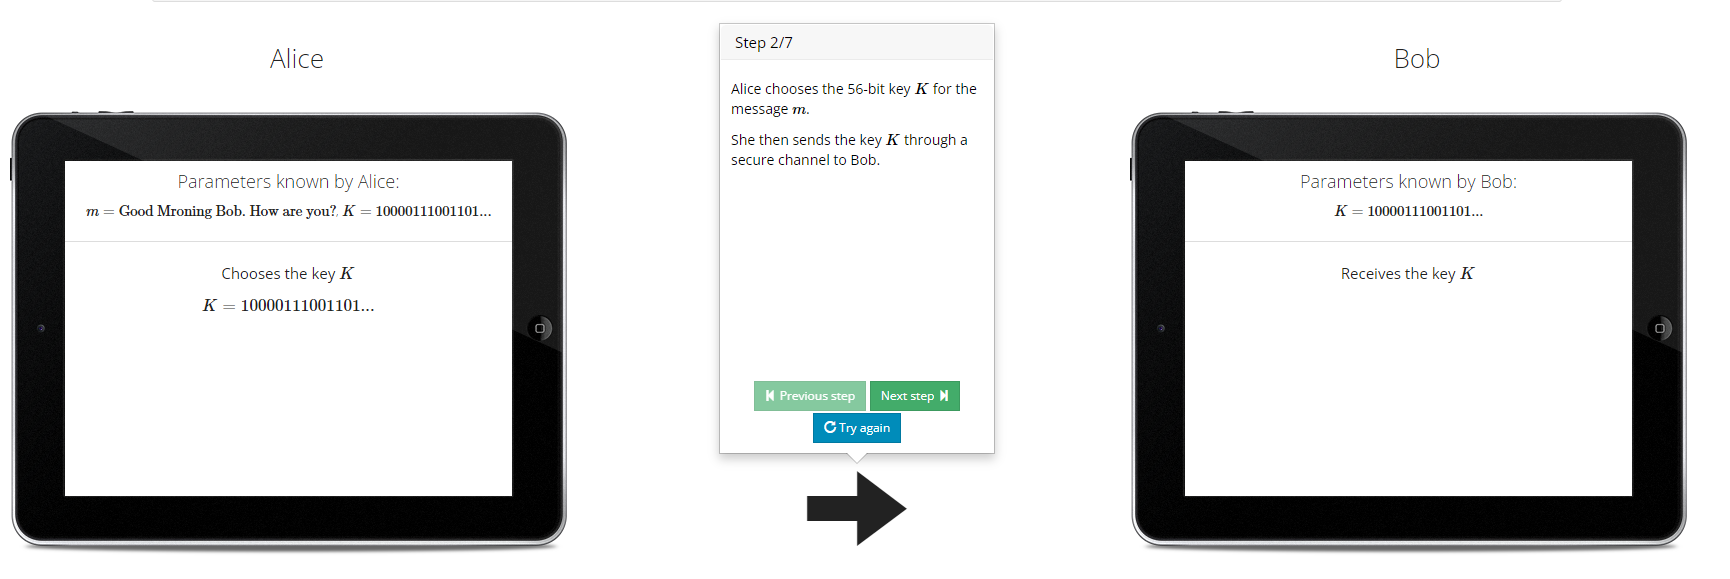 Alice
Parameters known by Alice:
m = Good Mroning Bob. How are you?, K = 10000111001101...
Chooses the key K
K = 10000111001101...
Step 2/7
Alice chooses the 56-bit key K for the
message m.
She then sends the key K through a
secure channel to Bob.
Previous step
Next step
Try again
Bob
Parameters known by Bob:
K = 10000111001101...
Receives the key K